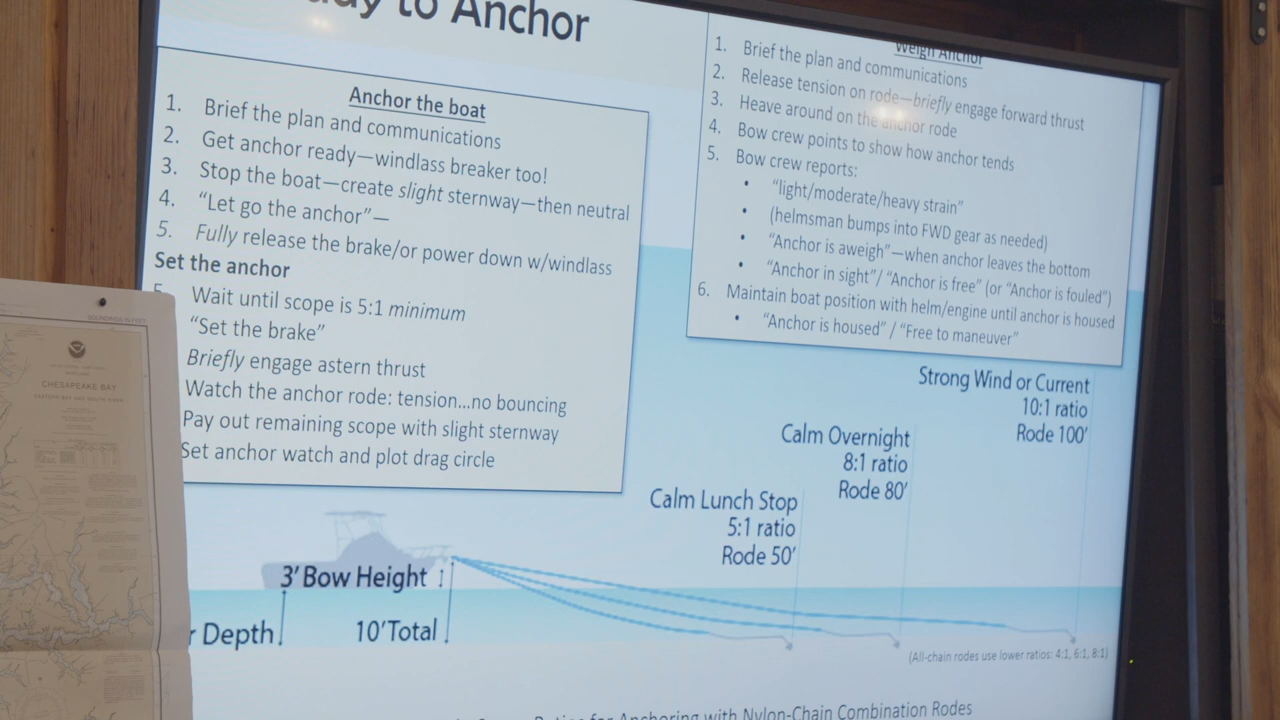 to Anchor
Anchor the boat
1. Brief the plan and communications
2. Get anchor ready—windlass breaker too!
3. Stop the boat—create slight sternway—then neutral
4. “Let go the anchor”—
5. Fully release the brake/or power down w/windlass
Set the anchor
Wait until scope is 5:1 minimum
“Set the brake”
Briefly engage astern thrust
Watch the anchor rode: tension...no bouncing
Pay out remaining scope with slight sternway
Set anchor watch and plot drag circle
Weigh Anchor
1. Brief the plan and communications
2. Release tension on rode—briefly engage forward thrust
3. Heave around on the anchor rode
4. Bow crew points to show how anchor tends
5. Bow crew reports:
• “light/moderate/heavy strain”
• (helmsman bumps into FWD gear as needed)
• “Anchor is aweigh”—when anchor leaves the bottom
• “Anchor in sight”/ “Anchor is free” (or “Anchor is fouled”)
6. Maintain boat position with helm/engine until anchor is housed
• “Anchor is housed” / “Free to maneuver”
Strong Wind or Current
10:1 ratio
Rode 100’
Calm Overnight
8:1 ratio
Rode 80’
Calm Lunch Stop
5:1 ratio
Rode 50’
3’ Bow Height
r Depth
10’ Total
(All-chain rodes use lower ratios: 4:1, 6:1, 8:1)
for Anchoring with Nylon-Chain Combination Rodes
SOUNDINGS IN FEET
CHESAPEAKE BAY
EASTERN BAY AND SOUTH RIVER